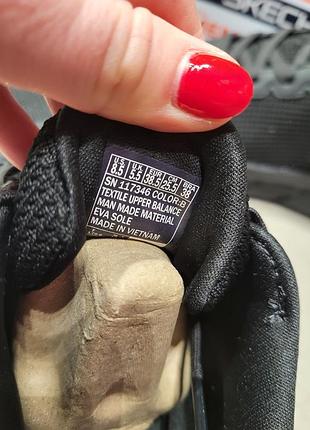 SKECH
U.S. U.K. EUR CM BRA
8.5 5.5 38.5 25.5
SN 117346 COLOR:B
TEXTILE UPPER BALANCE
MAN MADE MATERIAL
EVA SOLE
MADE IN VIETNAM